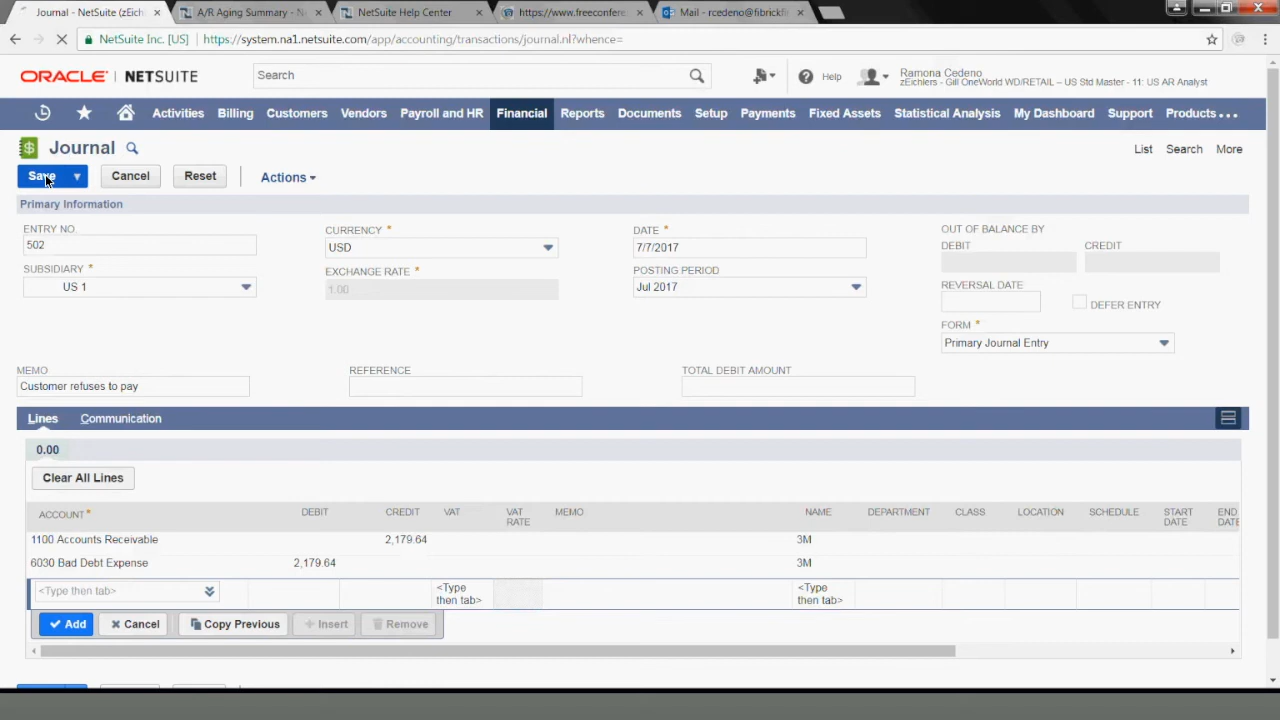 Journal - NetSuite (zEich
A/R Aging Summary - N
NetSuite Help Center
https://www.freeconfere
Mail - rcedeno@fibrickfi
NetSuite Inc. [US]
https://system.na1.netsuite.com/app/accounting/transactions/journal.nl?whence=
ORACLE | NETSUITE
Search
Help
Ramona Cedeno
zEichlers - Gill OneWorld WD/RETAIL – US Std Master - 11: US AR Analyst
Activities Billing Customers Vendors Payroll and HR Financial Reports Documents Setup Payments Fixed Assets Statistical Analysis My Dashboard Support Products ...
Journal
List Search More
Save Cancel Reset Actions
Primary Information
ENTRY NO.
502
SUBSIDIARY *
US 1
CURRENCY *
USD
EXCHANGE RATE *
1.00
DATE *
7/7/2017
POSTING PERIOD
Jul 2017
OUT OF BALANCE BY
DEBIT CREDIT
REVERSAL DATE
DEFER ENTRY
FORM *
Primary Journal Entry
MEMO
Customer refuses to pay
REFERENCE
TOTAL DEBIT AMOUNT
Lines Communication
0.00
Clear All Lines
ACCOUNT * DEBIT CREDIT VAT VAT RATE MEMO NAME DEPARTMENT CLASS LOCATION SCHEDULE START DATE END DATE
1100 Accounts Receivable 2,179.64 3M
6030 Bad Debt Expense 2,179.64 3M
<Type then tab> <Type then tab> <Type then tab>
Add Cancel Copy Previous + Insert Remove